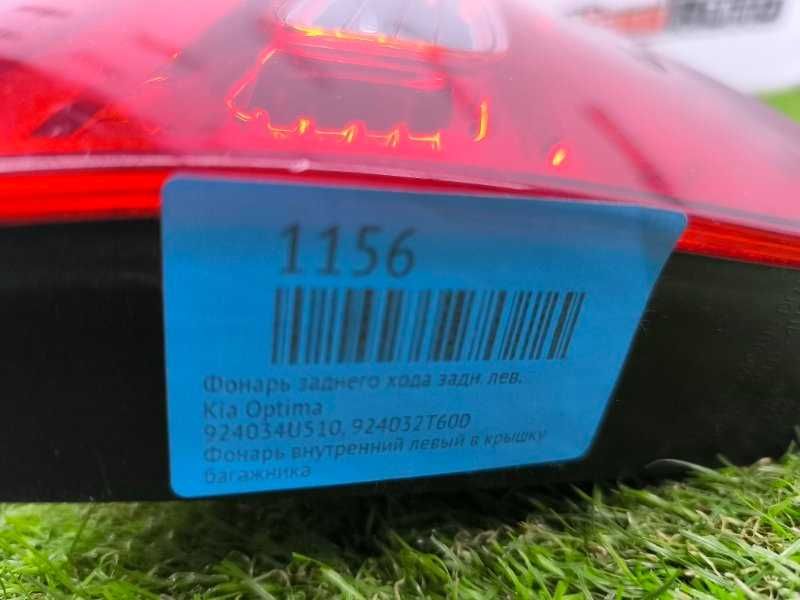 1156
Фонарь заднего хода задн. лев.
Kia Optima
924034U510, 924032T600
Фонарь внутренний левый в крышку
багажника